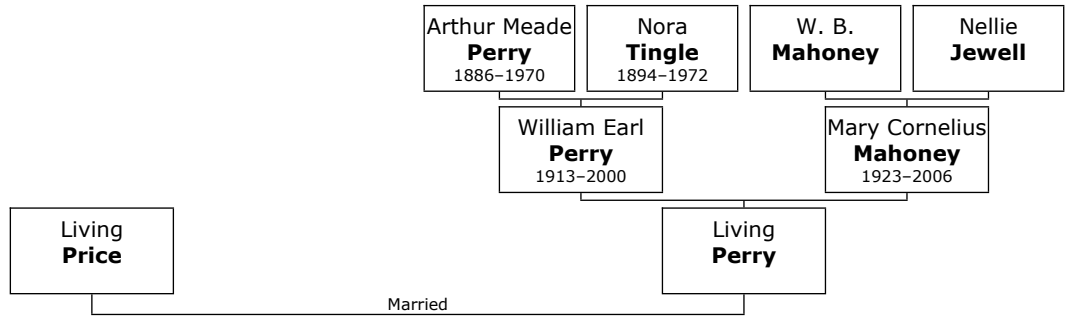 Arthur Meade
Perry
1886–1970
Nora
Tingle
1894–1972
W. B.
Mahoney
Nellie
Jewell
William Earl
Perry
1913–2000
Mary Cornelius
Mahoney
1923–2006
Living
Price
Living
Perry
Married